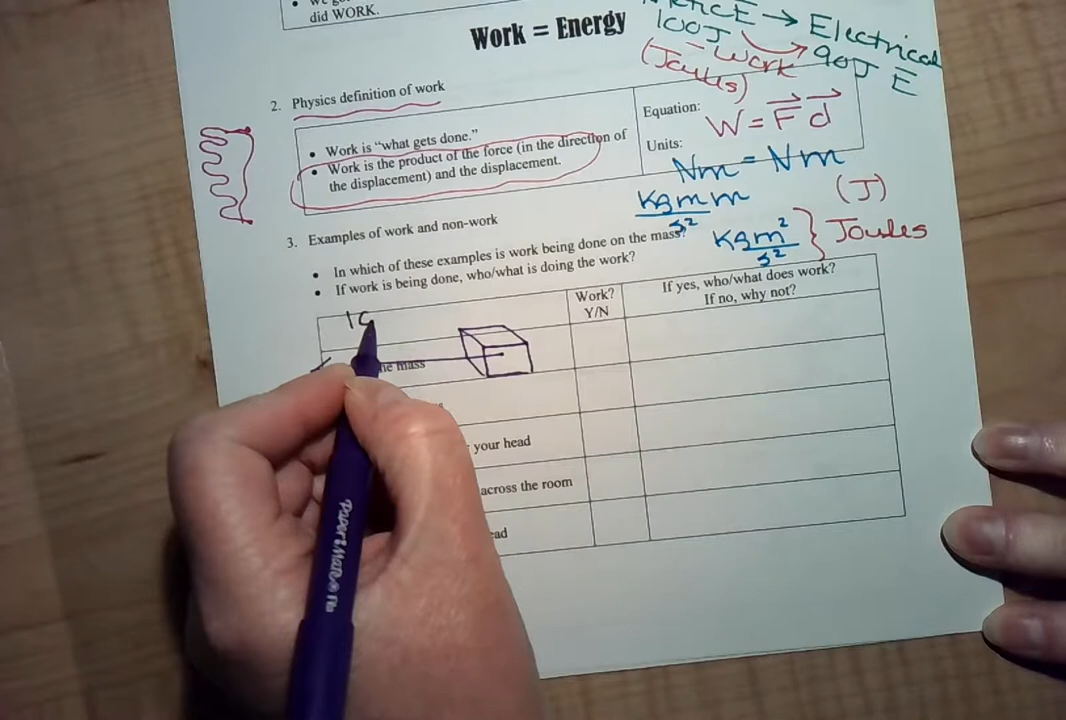 did WORK.
Work = Energy
→ Electrical
100J → 90J E
- Work
(Joules)
2. Physics definition of work
• Work is "what gets done."
• Work is the product of the force (in the direction of
the displacement) and the displacement.
Equation:
W = F d
Units:
Nm = Nm
(J)
Kgmm
s²
Kgm²
s²
} Joules
3. Examples of work and non-work
• In which of these examples is work being done on the mass?
• If work is being done, who/what is doing the work?
Work?
Y/N
If yes, who/what does work?
If no, why not?
mass
your head
across the room
PaperMate